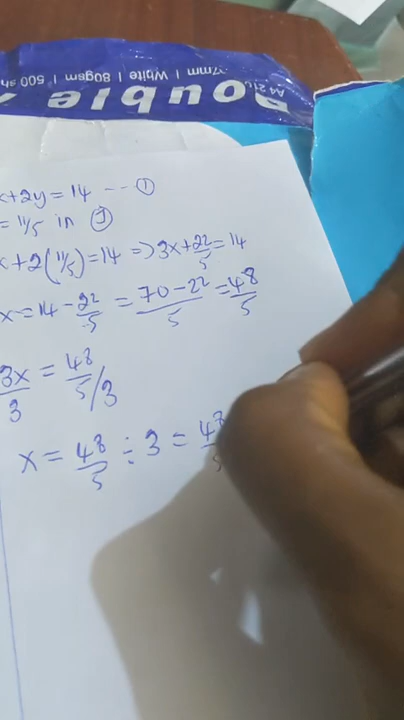 Double A
A4 21 7mm | White | 80gsm | 500 sh
x+2y=14 --- ①
= 11/5 in ①
x+2(11/5)=14 => 3x+22/5=14
x=14-22/5 = 70-22/5 = 48/5
3x/3 = 48/5/3
x = 48/5 ÷ 3 = 48